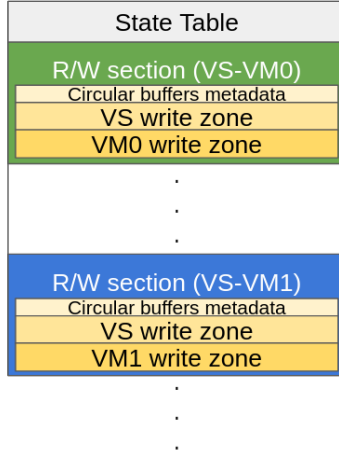 State Table
R/W section (VS-VM0)
Circular buffers metadata
VS write zone
VM0 write zone
.
.
.
R/W section (VS-VM1)
Circular buffers metadata
VS write zone
VM1 write zone
.
.
.